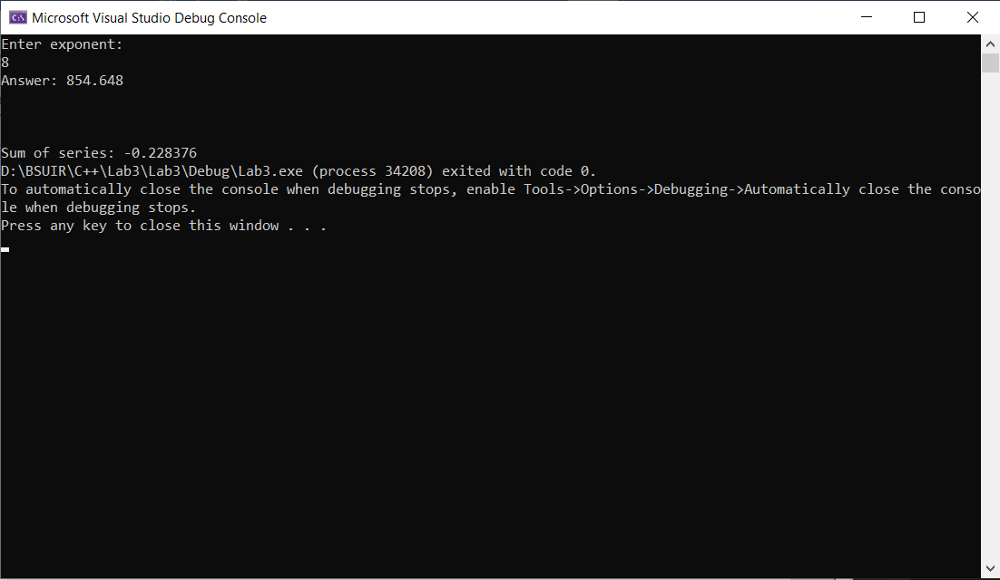 Microsoft Visual Studio Debug Console
Enter exponent:
8
Answer: 854.648
Sum of series: -0.228376
D:\BSUIR\C++\Lab3\Lab3\Debug\Lab3.exe (process 34208) exited with code 0.
To automatically close the console when debugging stops, enable Tools->Options->Debugging->Automatically close the conso
le when debugging stops.
Press any key to close this window . . .